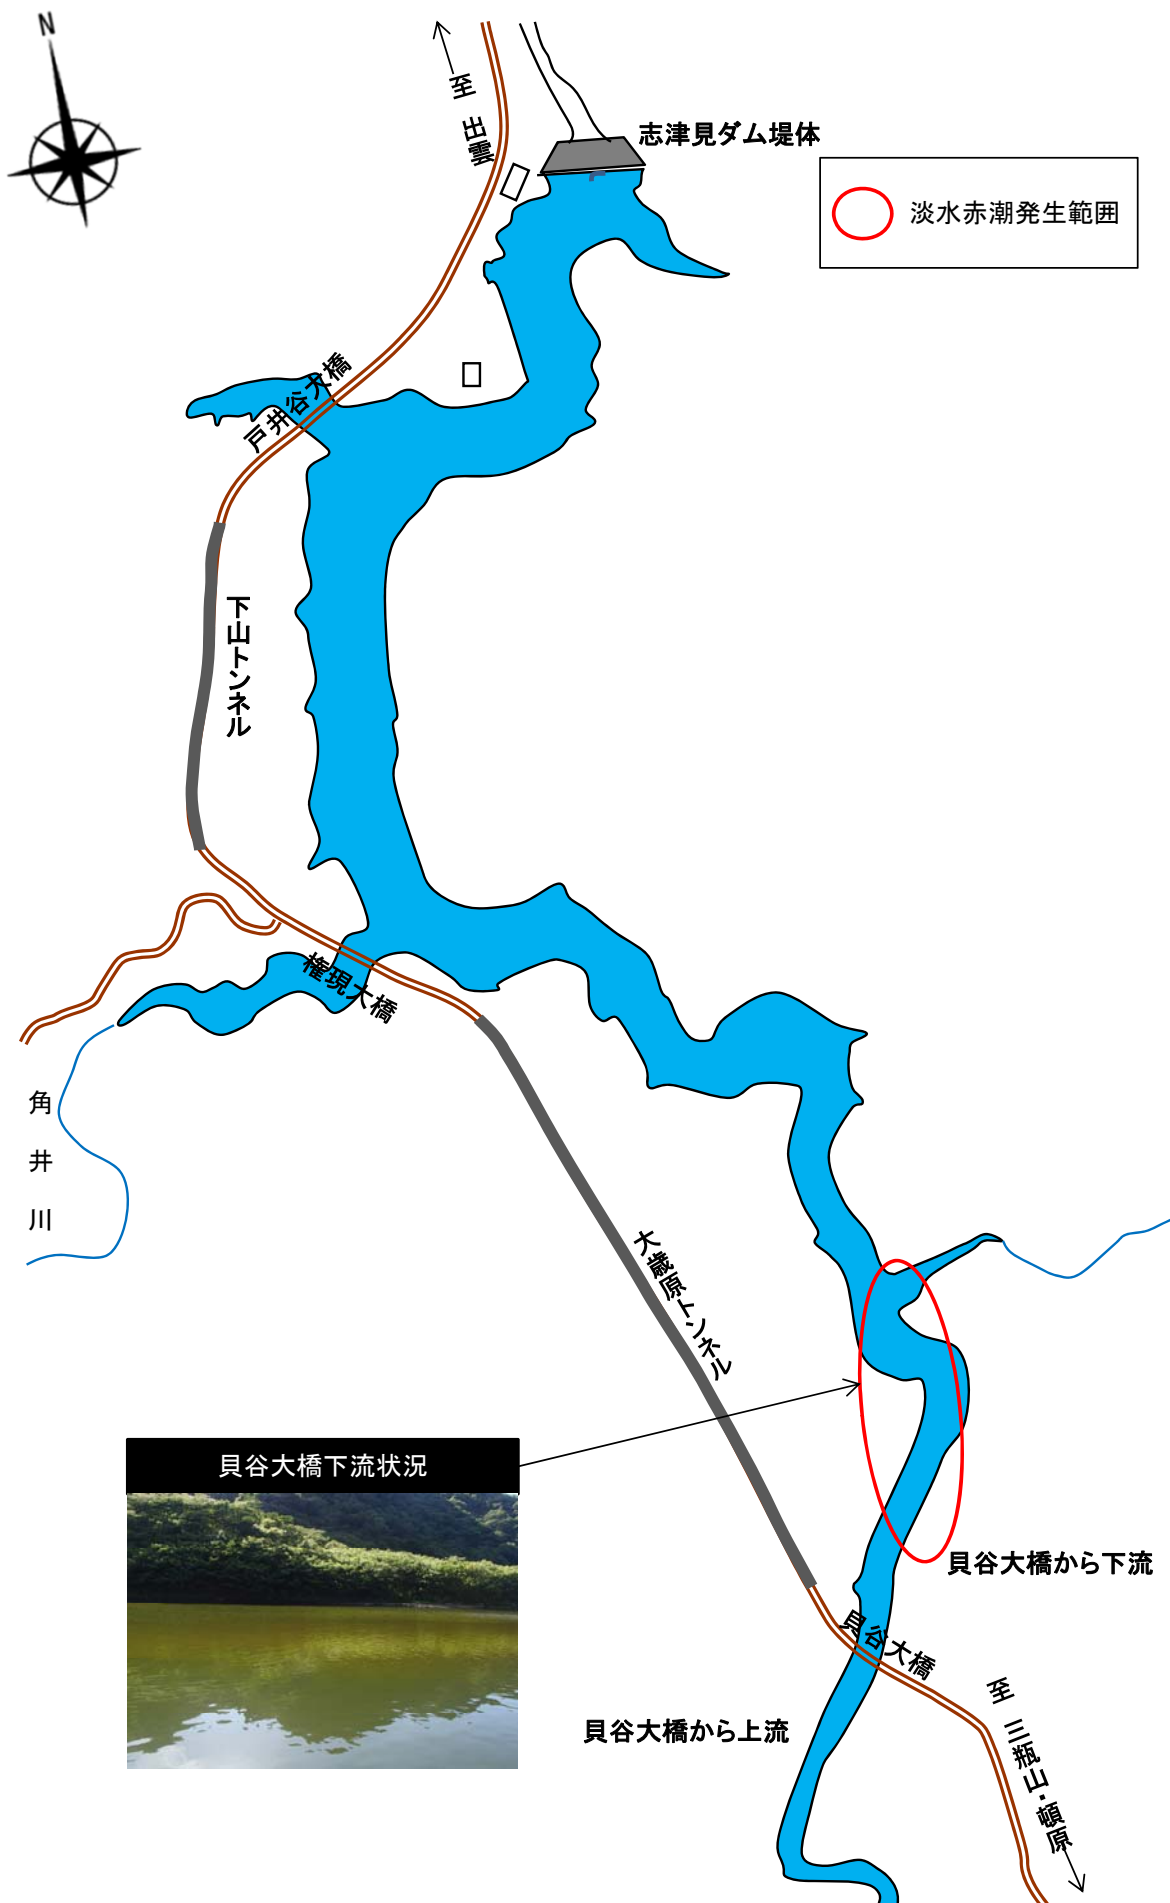 N
至 出雲
志津見ダム堤体
淡水赤潮発生範囲
戸井谷大橋
下山トンネル
権現大橋
角井川
大歳原トンネル
貝谷大橋下流状況
貝谷大橋から下流
貝谷大橋
貝谷大橋から上流
至 三瓶山・頓原